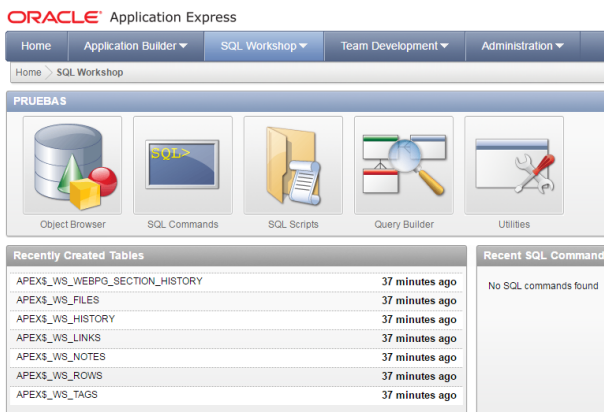 ORACLE Application Express
Home Application Builder SQL Workshop Team Development Administration
Home SQL Workshop
PRUEBAS
SQL>
Object Browser SQL Commands SQL Scripts Query Builder Utilities
Recently Created Tables
APEX$_WS_WEBPG_SECTION_HISTORY 37 minutes ago
APEX$_WS_FILES 37 minutes ago
APEX$_WS_HISTORY 37 minutes ago
APEX$_WS_LINKS 37 minutes ago
APEX$_WS_NOTES 37 minutes ago
APEX$_WS_ROWS 37 minutes ago
APEX$_WS_TAGS 37 minutes ago
Recent SQL Command
No SQL commands found